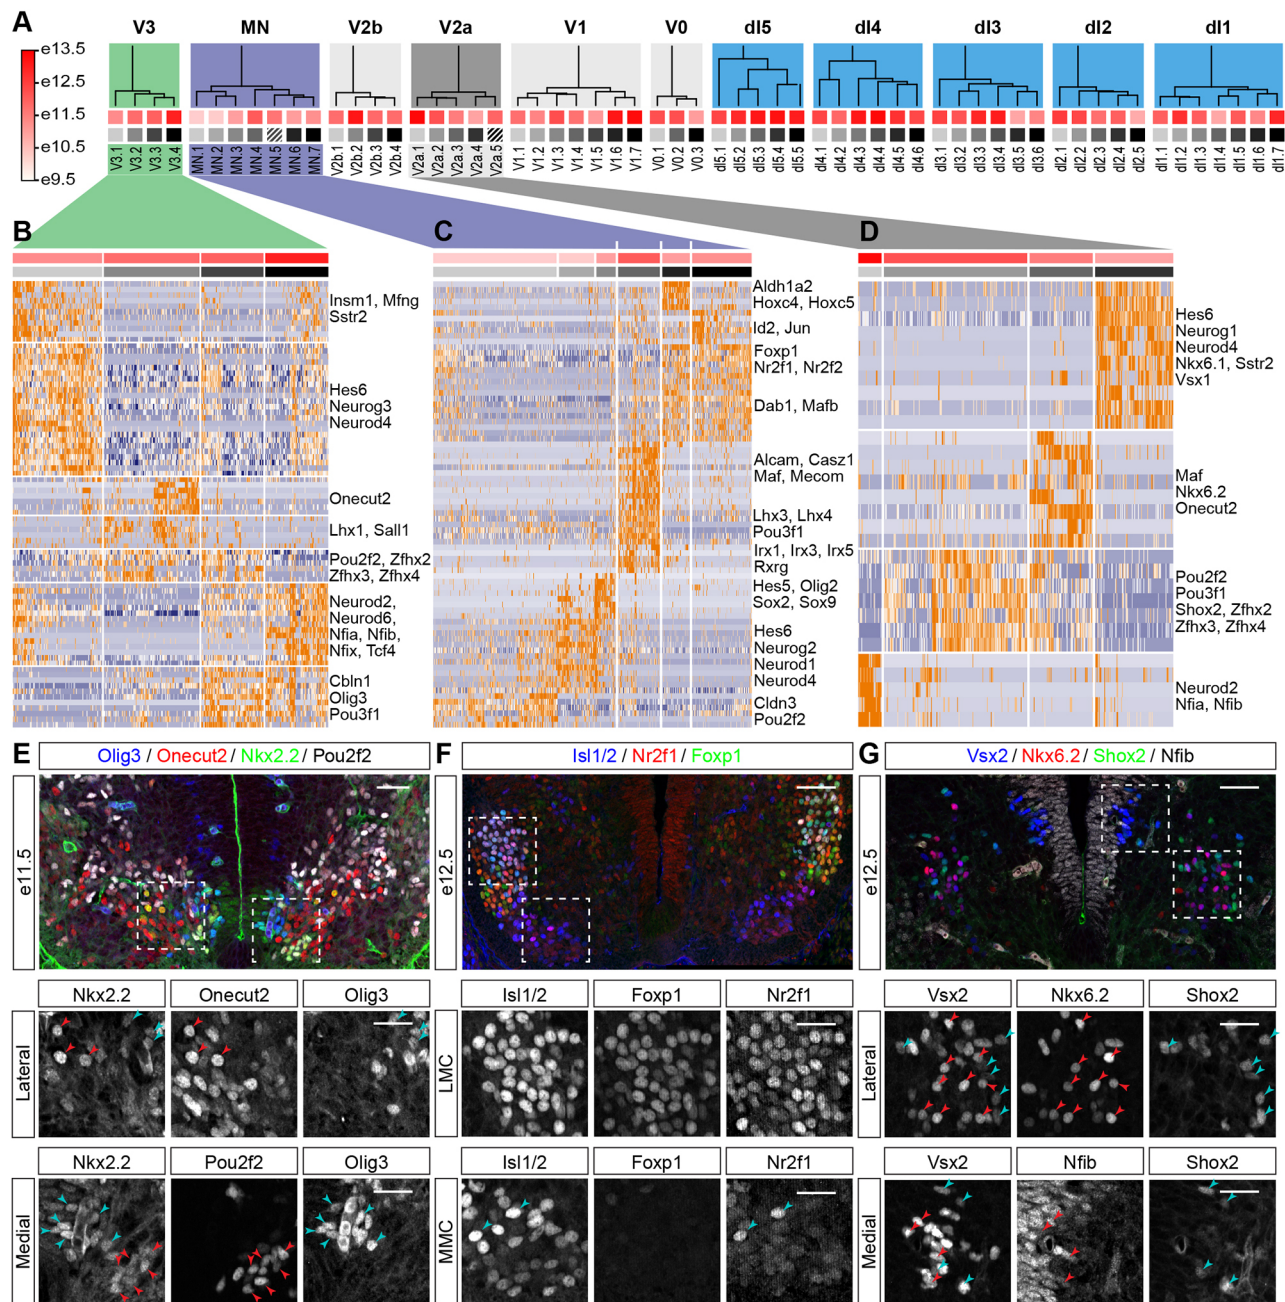 A
V3 MN V2b V2a V1 V0 dI5 dI4 dI3 dI2 dI1
e13.5
e12.5
e11.5
e10.5
e9.5
V3.1 V3.2 V3.3 V3.4 MN.1 MN.2 MN.3 MN.4 MN.5 MN.6 MN.7 V2b.1 V2b.2 V2b.3 V2b.4 V2a.1 V2a.2 V2a.3 V2a.4 V2a.5 V1.1 V1.2 V1.3 V1.4 V1.5 V1.6 V1.7 V0.1 V0.2 V0.3 dI5.1 dI5.2 dI5.3 dI5.4 dI5.5 dI4.1 dI4.2 dI4.3 dI4.4 dI4.5 dI4.6 dI3.1 dI3.2 dI3.3 dI3.4 dI3.5 dI3.6 dI2.1 dI2.2 dI2.3 dI2.4 dI2.5 dI1.1 dI1.2 dI1.3 dI1.4 dI1.5 dI1.6 dI1.7
B
Insm1, Mfng
Sstr2
Hes6
Neurog3
Neurod4
Onecut2
Lhx1, Sall1
Pou2f2, Zfhx2
Zfhx3, Zfhx4
Neurod2,
Neurod6,
Nfia, Nfib,
Nfix, Tcf4
Cbln1
Olig3
Pou3f1
C
Aldh1a2
Hoxc4, Hoxc5
Id2, Jun
Foxp1
Nr2f1, Nr2f2
Dab1, Mafb
Alcam, Casz1
Maf, Mecom
Lhx3, Lhx4
Pou3f1
Irx1, Irx3, Irx5
Rxrg
Hes5, Olig2
Sox2, Sox9
Hes6
Neurog2
Neurod1
Neurod4
Cldn3
Pou2f2
D
Hes6
Neurog1
Neurod4
Nkx6.1, Sstr2
Vsx1
Maf
Nkx6.2
Onecut2
Pou2f2
Pou3f1
Shox2, Zfhx2
Zfhx3, Zfhx4
Neurod2
Nfia, Nfib
E
Olig3 / Onecut2 / Nkx2.2 / Pou2f2
e11.5
Nkx2.2 Onecut2 Olig3
Lateral
Nkx2.2 Pou2f2 Olig3
Medial
F
Isl1/2 / Nr2f1 / Foxp1
e12.5
Isl1/2 Foxp1 Nr2f1
LMC
Isl1/2 Foxp1 Nr2f1
MMC
G
Vsx2 / Nkx6.2 / Shox2 / Nfib
e12.5
Vsx2 Nkx6.2 Shox2
Lateral
Vsx2 Nfib Shox2
Medial